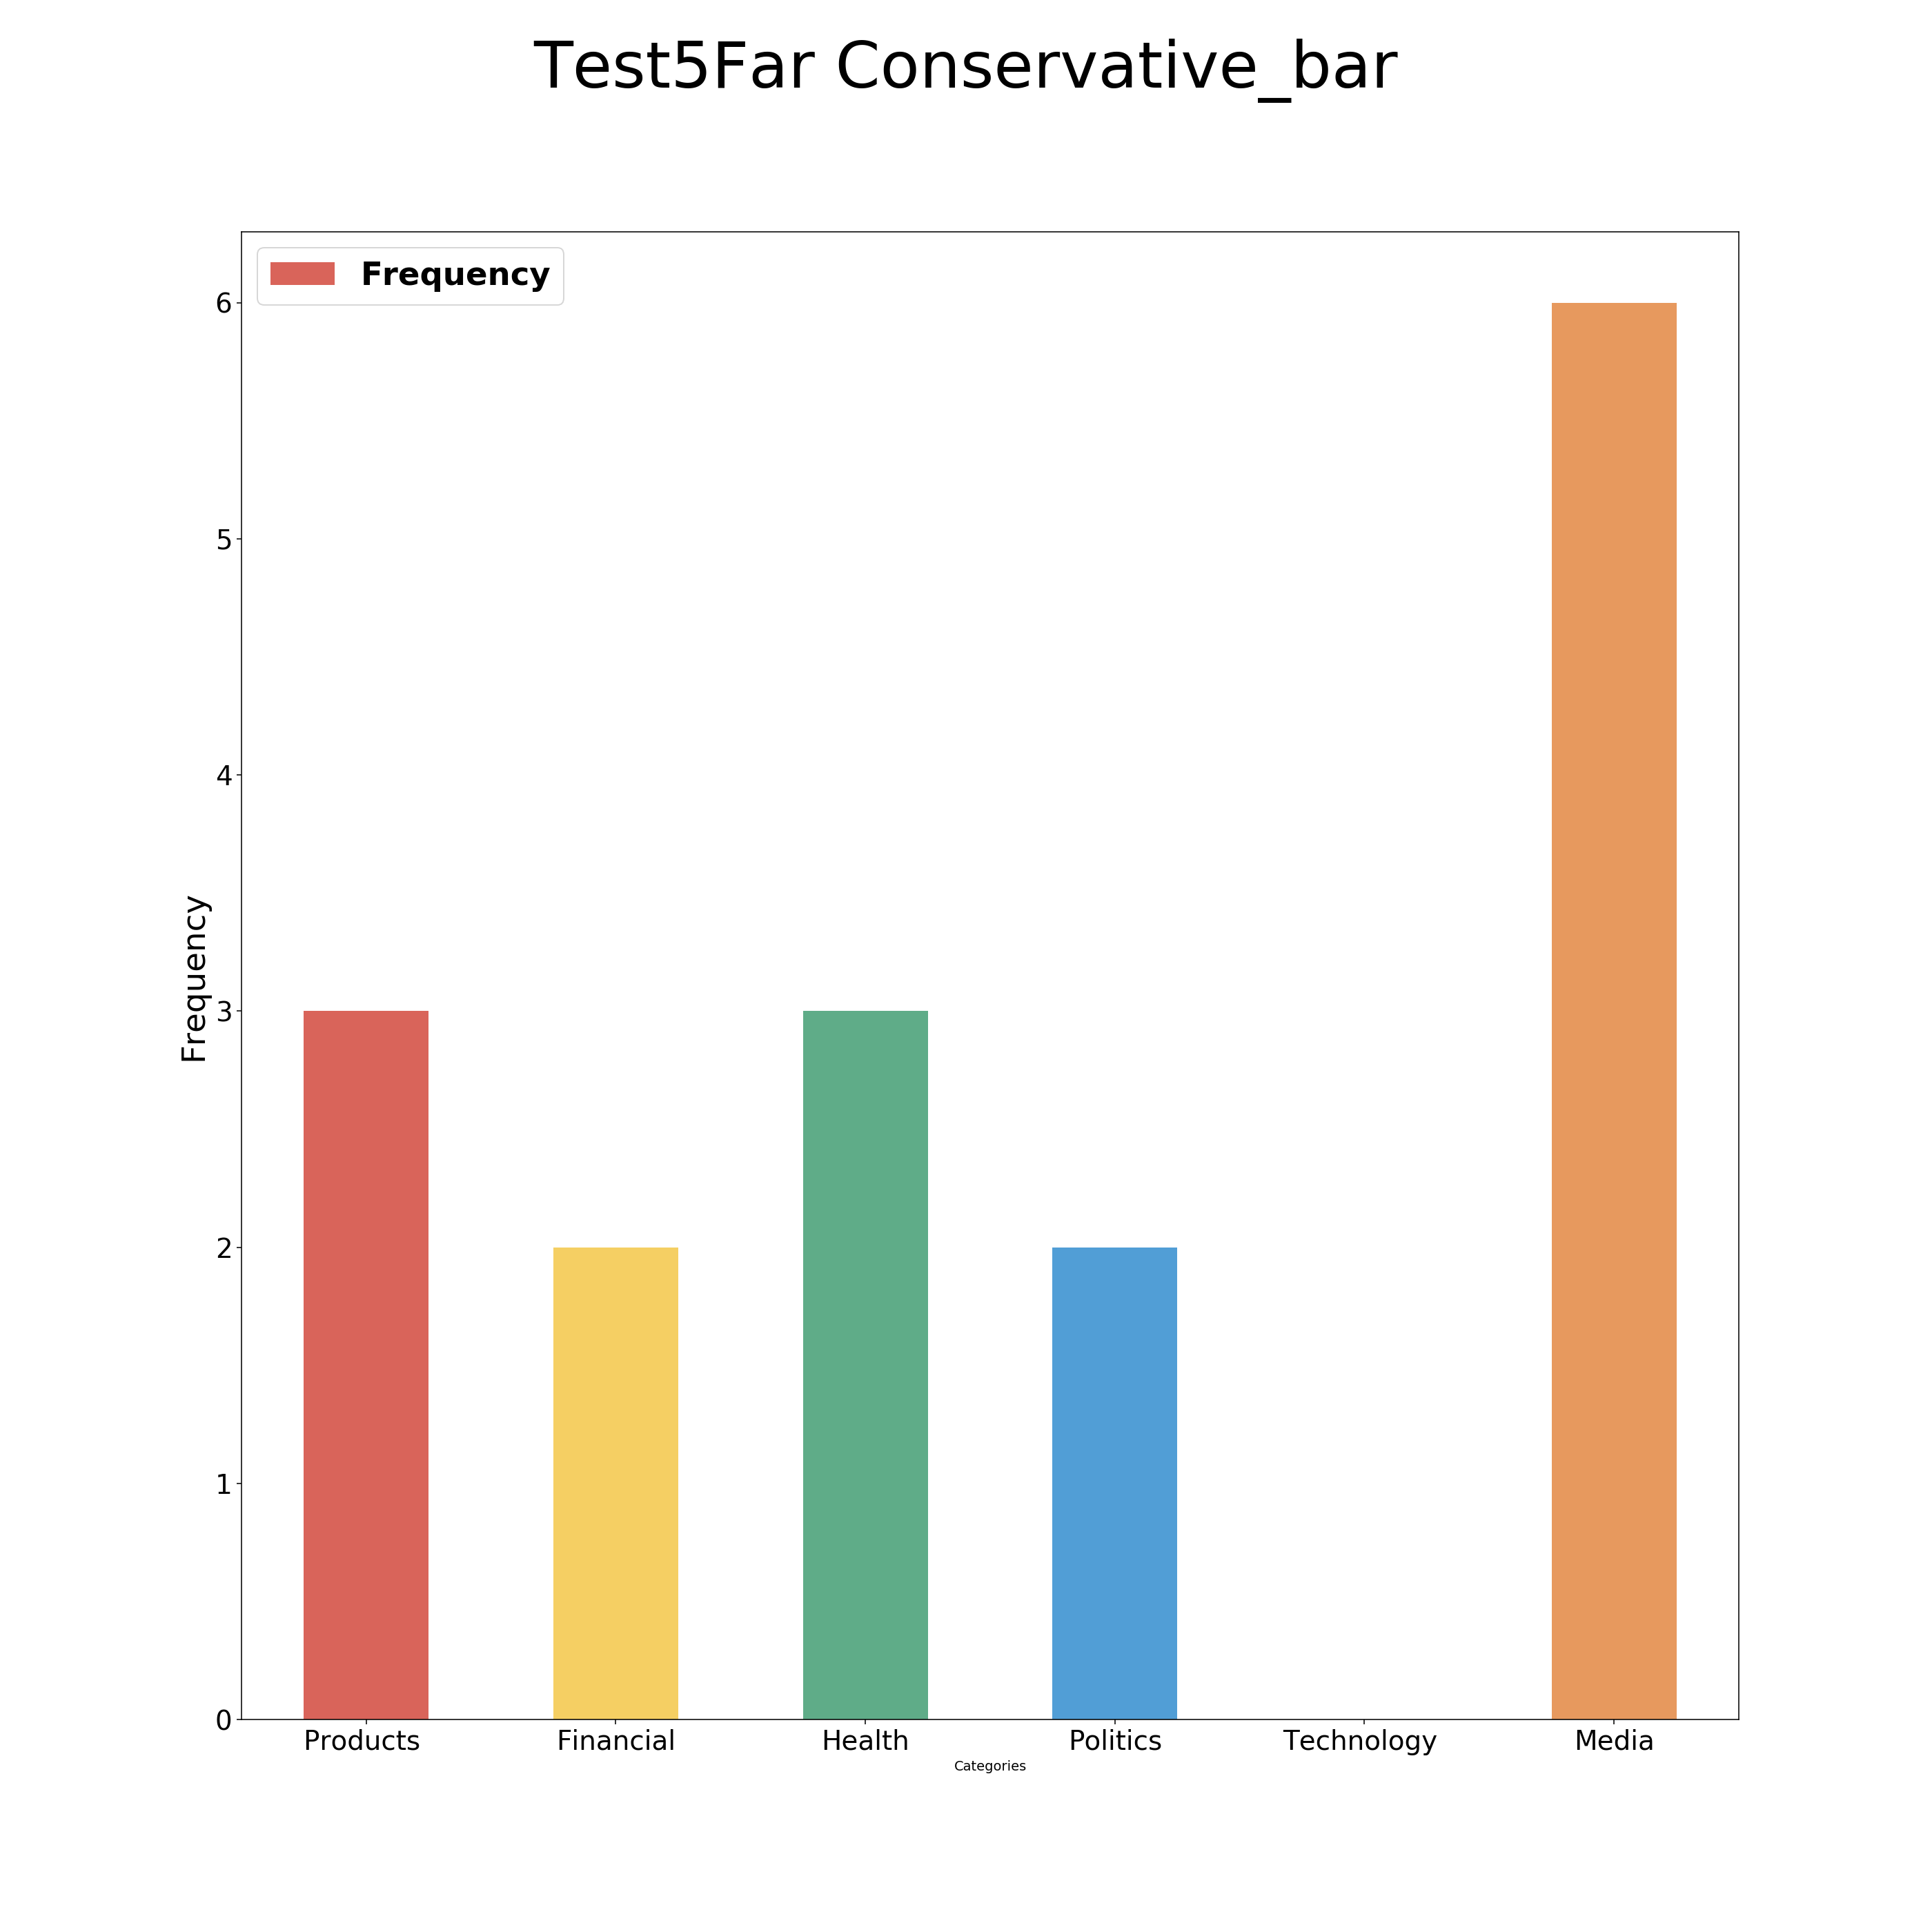 Test5Far Conservative_bar
Frequency
6
5
4
3
2
1
0
Frequency
Products Financial Health Politics Technology Media
Categories